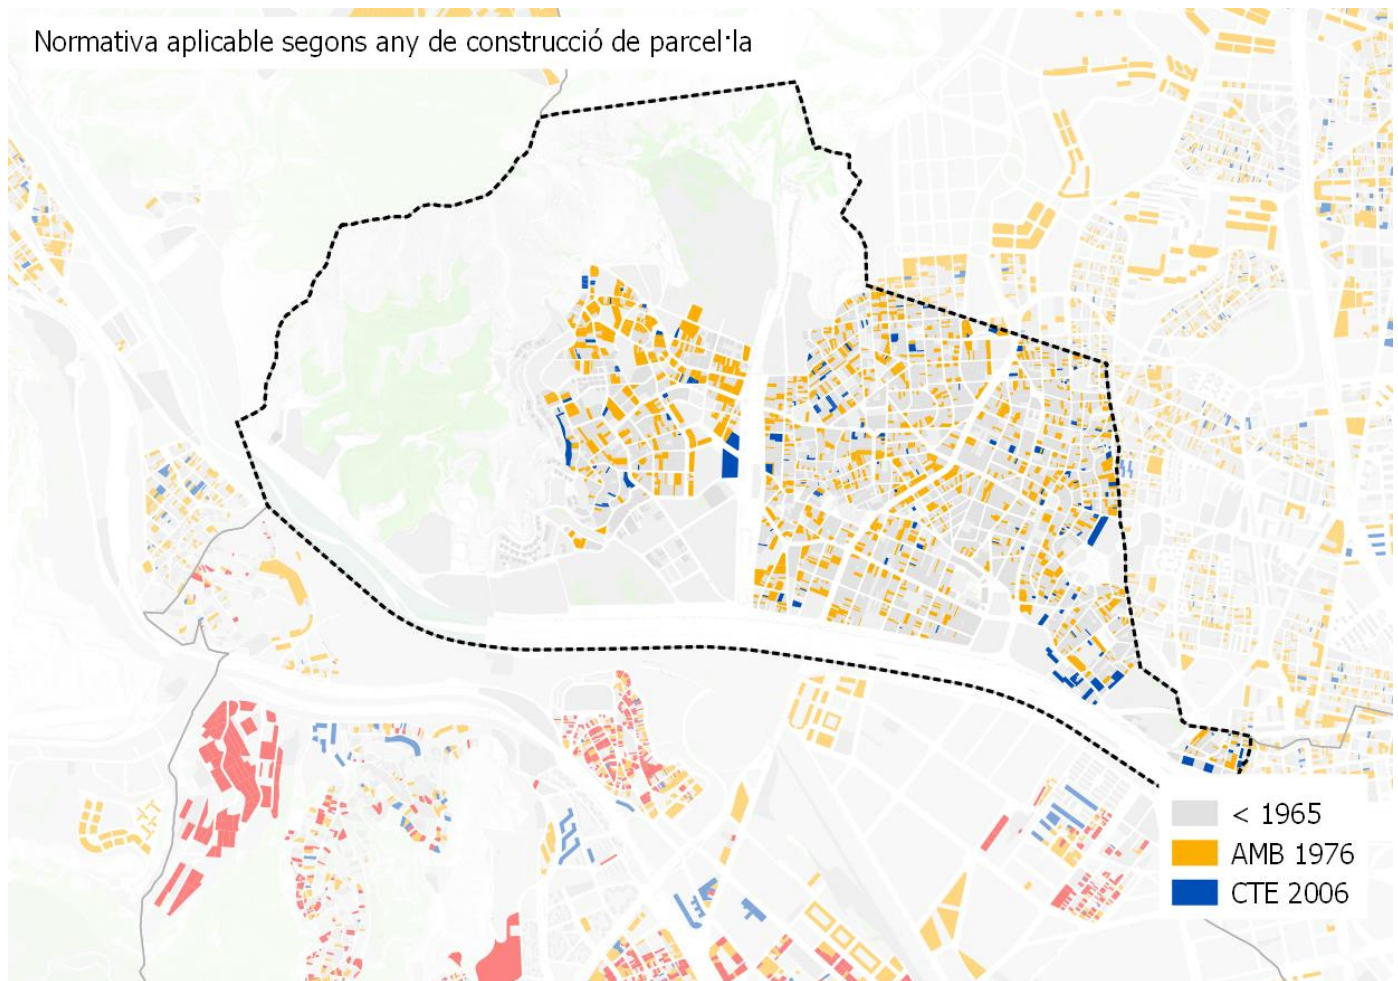 Normativa aplicable segons any de construcció de parcel·la
< 1965
AMB 1976
CTE 2006